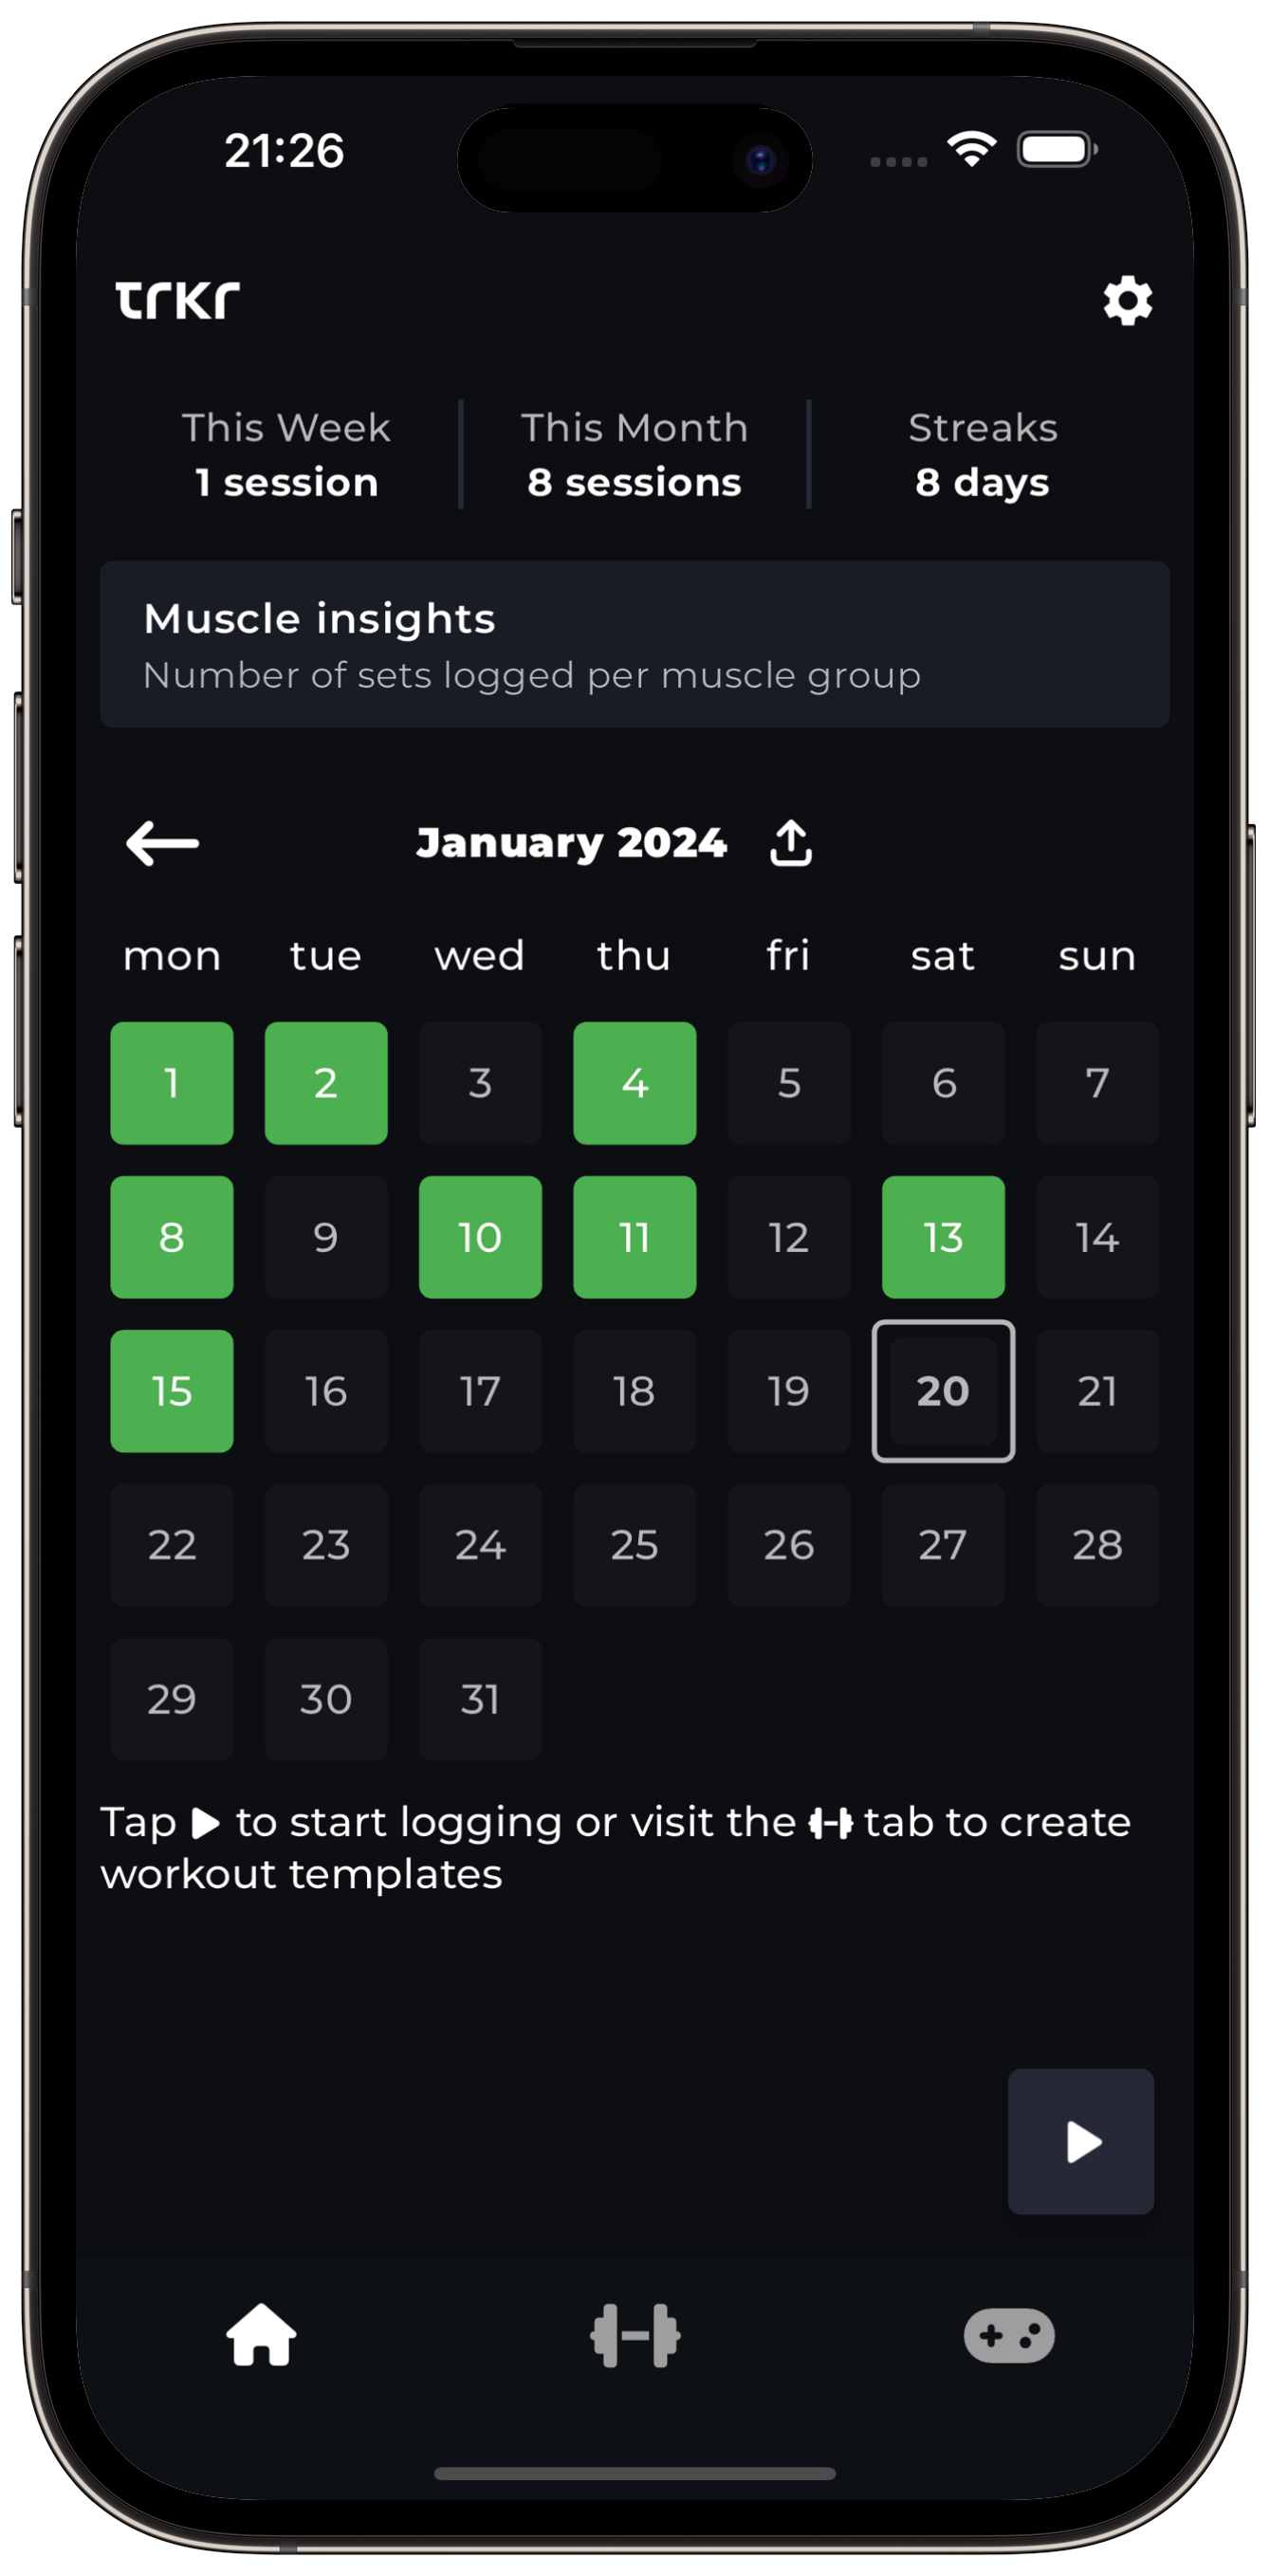 21:26
trkr
This Week
1 session
This Month
8 sessions
Streaks
8 days
Muscle insights
Number of sets logged per muscle group
January 2024
mon tue wed thu fri sat sun
1 2 3 4 5 6 7
8 9 10 11 12 13 14
15 16 17 18 19 20 21
22 23 24 25 26 27 28
29 30 31
Tap to start logging or visit the tab to create
workout templates